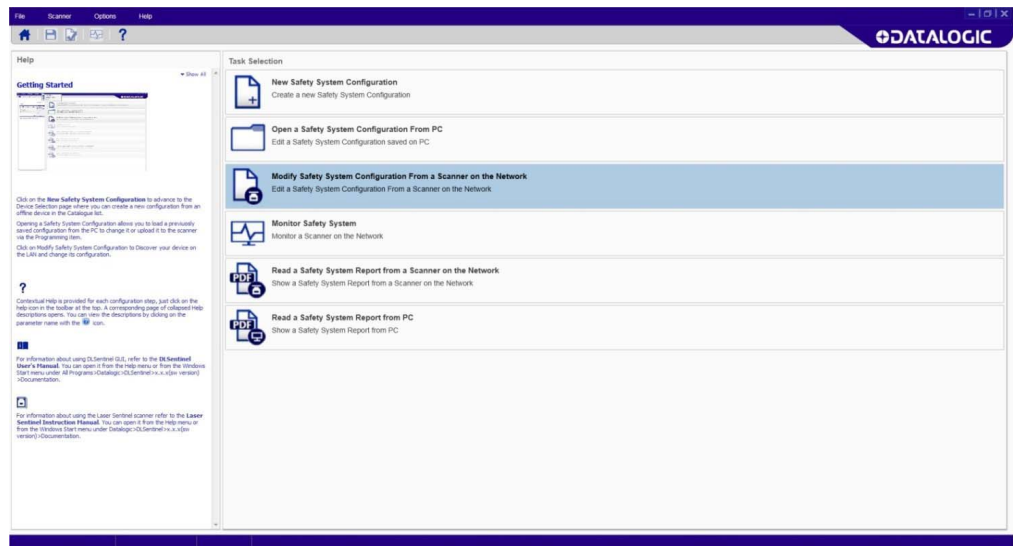 File Scanner Options Help
DATALOGIC
Help
Show All
Getting Started
Click on the New Safety System Configuration to advance to the
Device Selection page where you can create a new configuration from an
offline device in the Catalogue list.
Opening a Safety System Configuration allows you to load a previously
saved configuration from the PC to change it or upload it to the scanner
via the Programming item.
Click on Modify Safety System Configuration to Discover your device on
the LAN and change its configuration.
?
Contextual Help is provided for each configuration step, just click on the
help icon in the toolbar at the top. A corresponding page of collapsed Help
descriptions opens. You can view the descriptions by clicking on the
parameter name with the icon.
For information about using DLSentinel GUI, refer to the DLSentinel
User's Manual. You can open it from the Help menu or from the Windows
Start menu under All Programs>Datalogic>DLSentinel>x.x.x(sw version)
>Documentation.
For information about using the Laser Sentinel scanner refer to the Laser
Sentinel Instruction Manual. You can open it from the Help menu or
from the Windows Start menu under Datalogic>DLSentinel>x.x.x(sw
version)>Documentation.
Task Selection
New Safety System Configuration
Create a new Safety System Configuration
Open a Safety System Configuration From PC
Edit a Safety System Configuration saved on PC
Modify Safety System Configuration From a Scanner on the Network
Edit a Safety System Configuration From a Scanner on the Network
Monitor Safety System
Monitor a Scanner on the Network
PDF
Read a Safety System Report from a Scanner on the Network
Show a Safety System Report from a Scanner on the Network
PDF
Read a Safety System Report from PC
Show a Safety System Report from PC